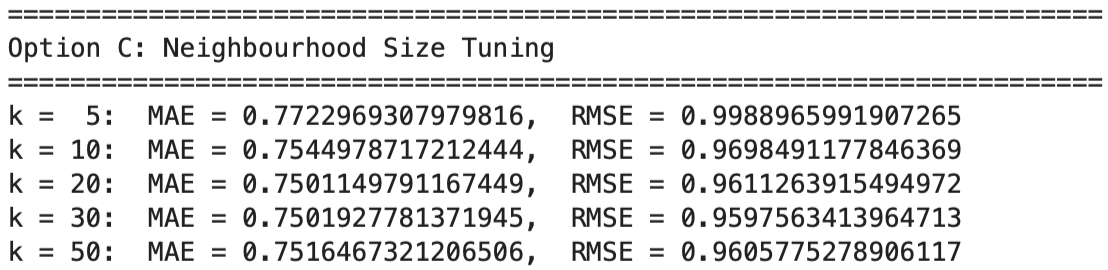 ======================================================================
Option C: Neighbourhood Size Tuning
======================================================================
k =  5:  MAE = 0.7722969307979816,  RMSE = 0.9988965991907265
k = 10:  MAE = 0.7544978717212444,  RMSE = 0.9698491177846369
k = 20:  MAE = 0.7501149791167449,  RMSE = 0.9611263915494972
k = 30:  MAE = 0.7501927781371945,  RMSE = 0.9597563413964713
k = 50:  MAE = 0.7516467321206506,  RMSE = 0.9605775278906117